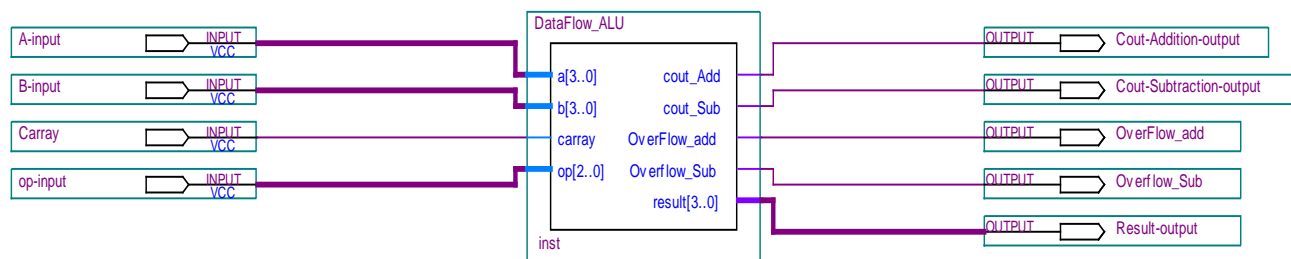 DataFlow_ALU
A-input INPUT VCC
B-input INPUT VCC
Carray INPUT VCC
op-input INPUT VCC
a[3..0] cout_Add
b[3..0] cout_Sub
carray OverFlow_add
op[2..0] Overflow_Sub
result[3..0]
inst
OUTPUT Cout-Addition-output
OUTPUT Cout-Subtraction-output
OUTPUT OverFlow_add
OUTPUT Overflow_Sub
OUTPUT Result-output